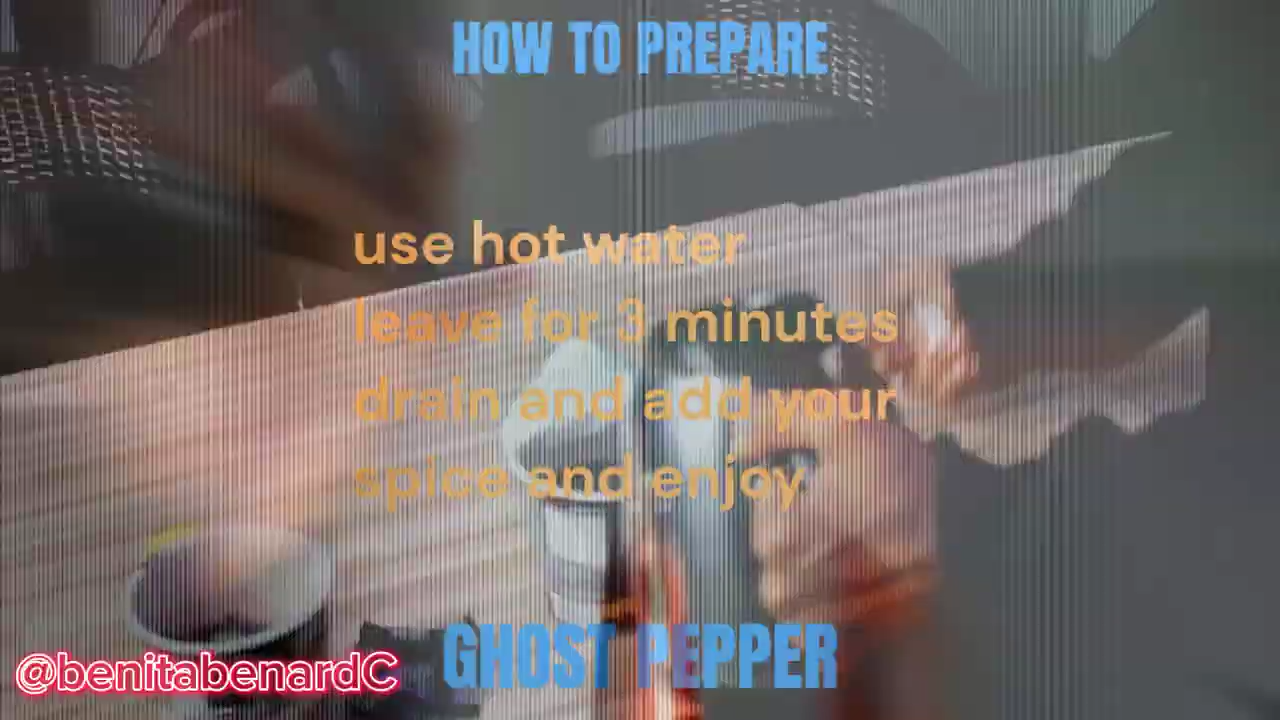 HOW TO PREPARE
use hot water
leave for 3 minutes
drain and add your
spice and enjoy
GHOST PEPPER
@benitabenardC